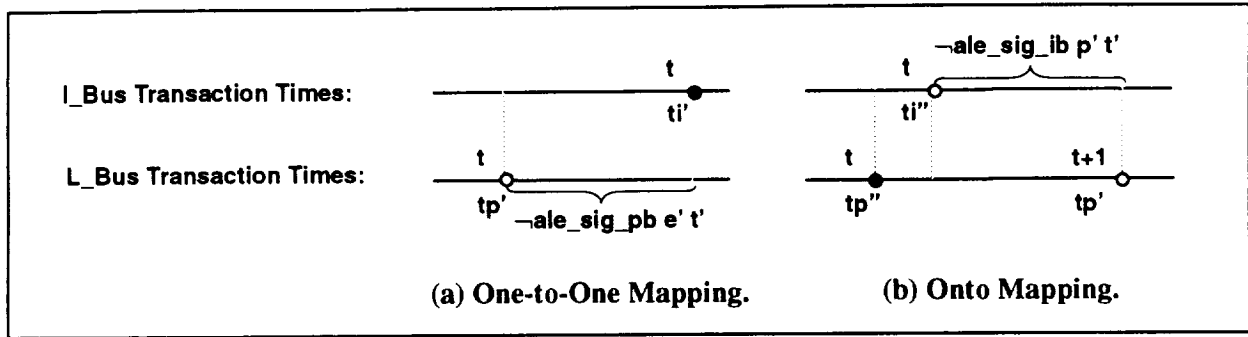 t t ¬ale_sig_ib p' t'
I_Bus Transaction Times:
ti' ti''
L_Bus Transaction Times: t t t+1
tp' ¬ale_sig_pb e' t' tp'' tp'
(a) One-to-One Mapping. (b) Onto Mapping.